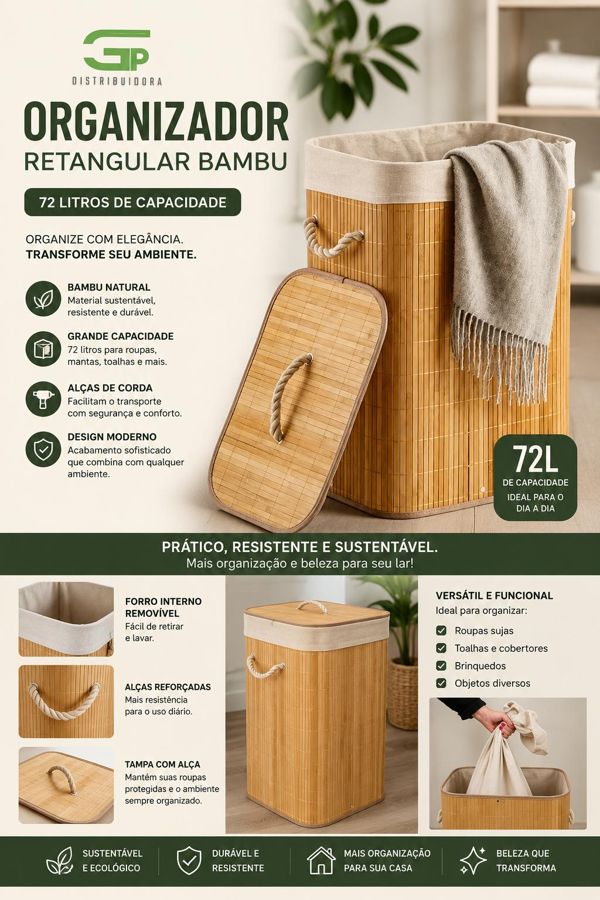 GP
DISTRIBUIDORA
ORGANIZADOR
RETANGULAR BAMBU
72 LITROS DE CAPACIDADE
ORGANIZE COM ELEGÂNCIA.
TRANSFORME SEU AMBIENTE.
BAMBU NATURAL
Material sustentável,
resistente e durável.
GRANDE CAPACIDADE
72 litros para roupas,
mantas, toalhas e mais.
ALÇAS DE CORDA
Facilitam o transporte
com segurança e conforto.
DESIGN MODERNO
Acabamento sofisticado
que combina com qualquer
ambiente.
72L
DE CAPACIDADE
IDEAL PARA O
DIA A DIA
PRÁTICO, RESISTENTE E SUSTENTÁVEL.
Mais organização e beleza para seu lar!
FORRO INTERNO
REMOVÍVEL
Fácil de retirar
e lavar.
ALÇAS REFORÇADAS
Mais resistência
para o uso diário.
TAMPA COM ALÇA
Mantém suas roupas
protegidas e o ambiente
sempre organizado.
VERSÁTIL E FUNCIONAL
Ideal para organizar:
Roupas sujas
Toalhas e cobertores
Brinquedos
Objetos diversos
SUSTENTÁVEL
E ECOLÓGICO
DURÁVEL E
RESISTENTE
MAIS ORGANIZAÇÃO
PARA SUA CASA
BELEZA QUE
TRANSFORMA